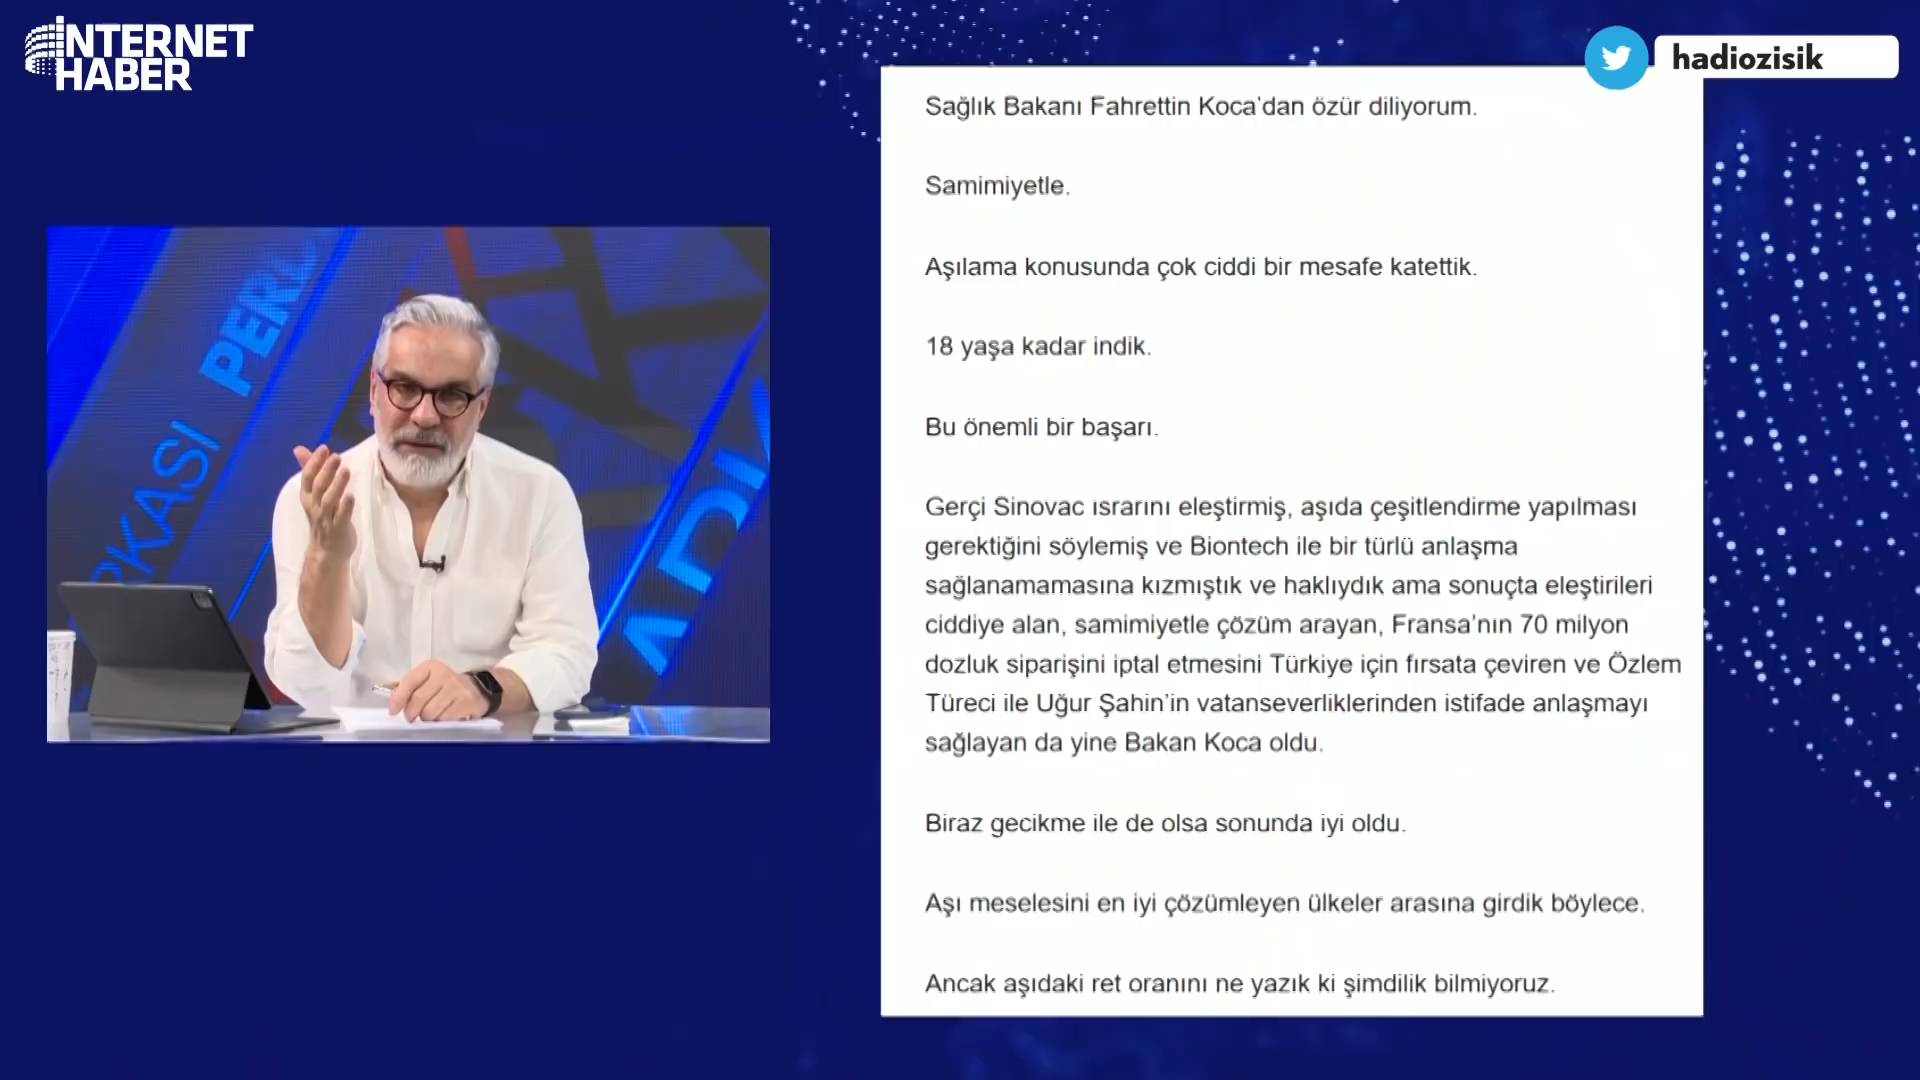 İNTERNET
HABER
hadiozisik
PERD
RKASI
HADİ
Sağlık Bakanı Fahrettin Koca'dan özür diliyorum.
Samimiyetle.
Aşılama konusunda çok ciddi bir mesafe katettik.
18 yaşa kadar indik.
Bu önemli bir başarı.
Gerçi Sinovac ısrarını eleştirmiş, aşıda çeşitlendirme yapılması
gerektiğini söylemiş ve Biontech ile bir türlü anlaşma
sağlanamamasına kızmıştık ve haklıydık ama sonuçta eleştirileri
ciddiye alan, samimiyetle çözüm arayan, Fransa'nın 70 milyon
dozluk siparişini iptal etmesini Türkiye için fırsata çeviren ve Özlem
Türeci ile Uğur Şahin'in vatanseverliklerinden istifade anlaşmayı
sağlayan da yine Bakan Koca oldu.
Biraz gecikme ile de olsa sonunda iyi oldu.
Aşı meselesini en iyi çözümleyen ülkeler arasına girdik böylece.
Ancak aşıdaki ret oranını ne yazık ki şimdilik bilmiyoruz.